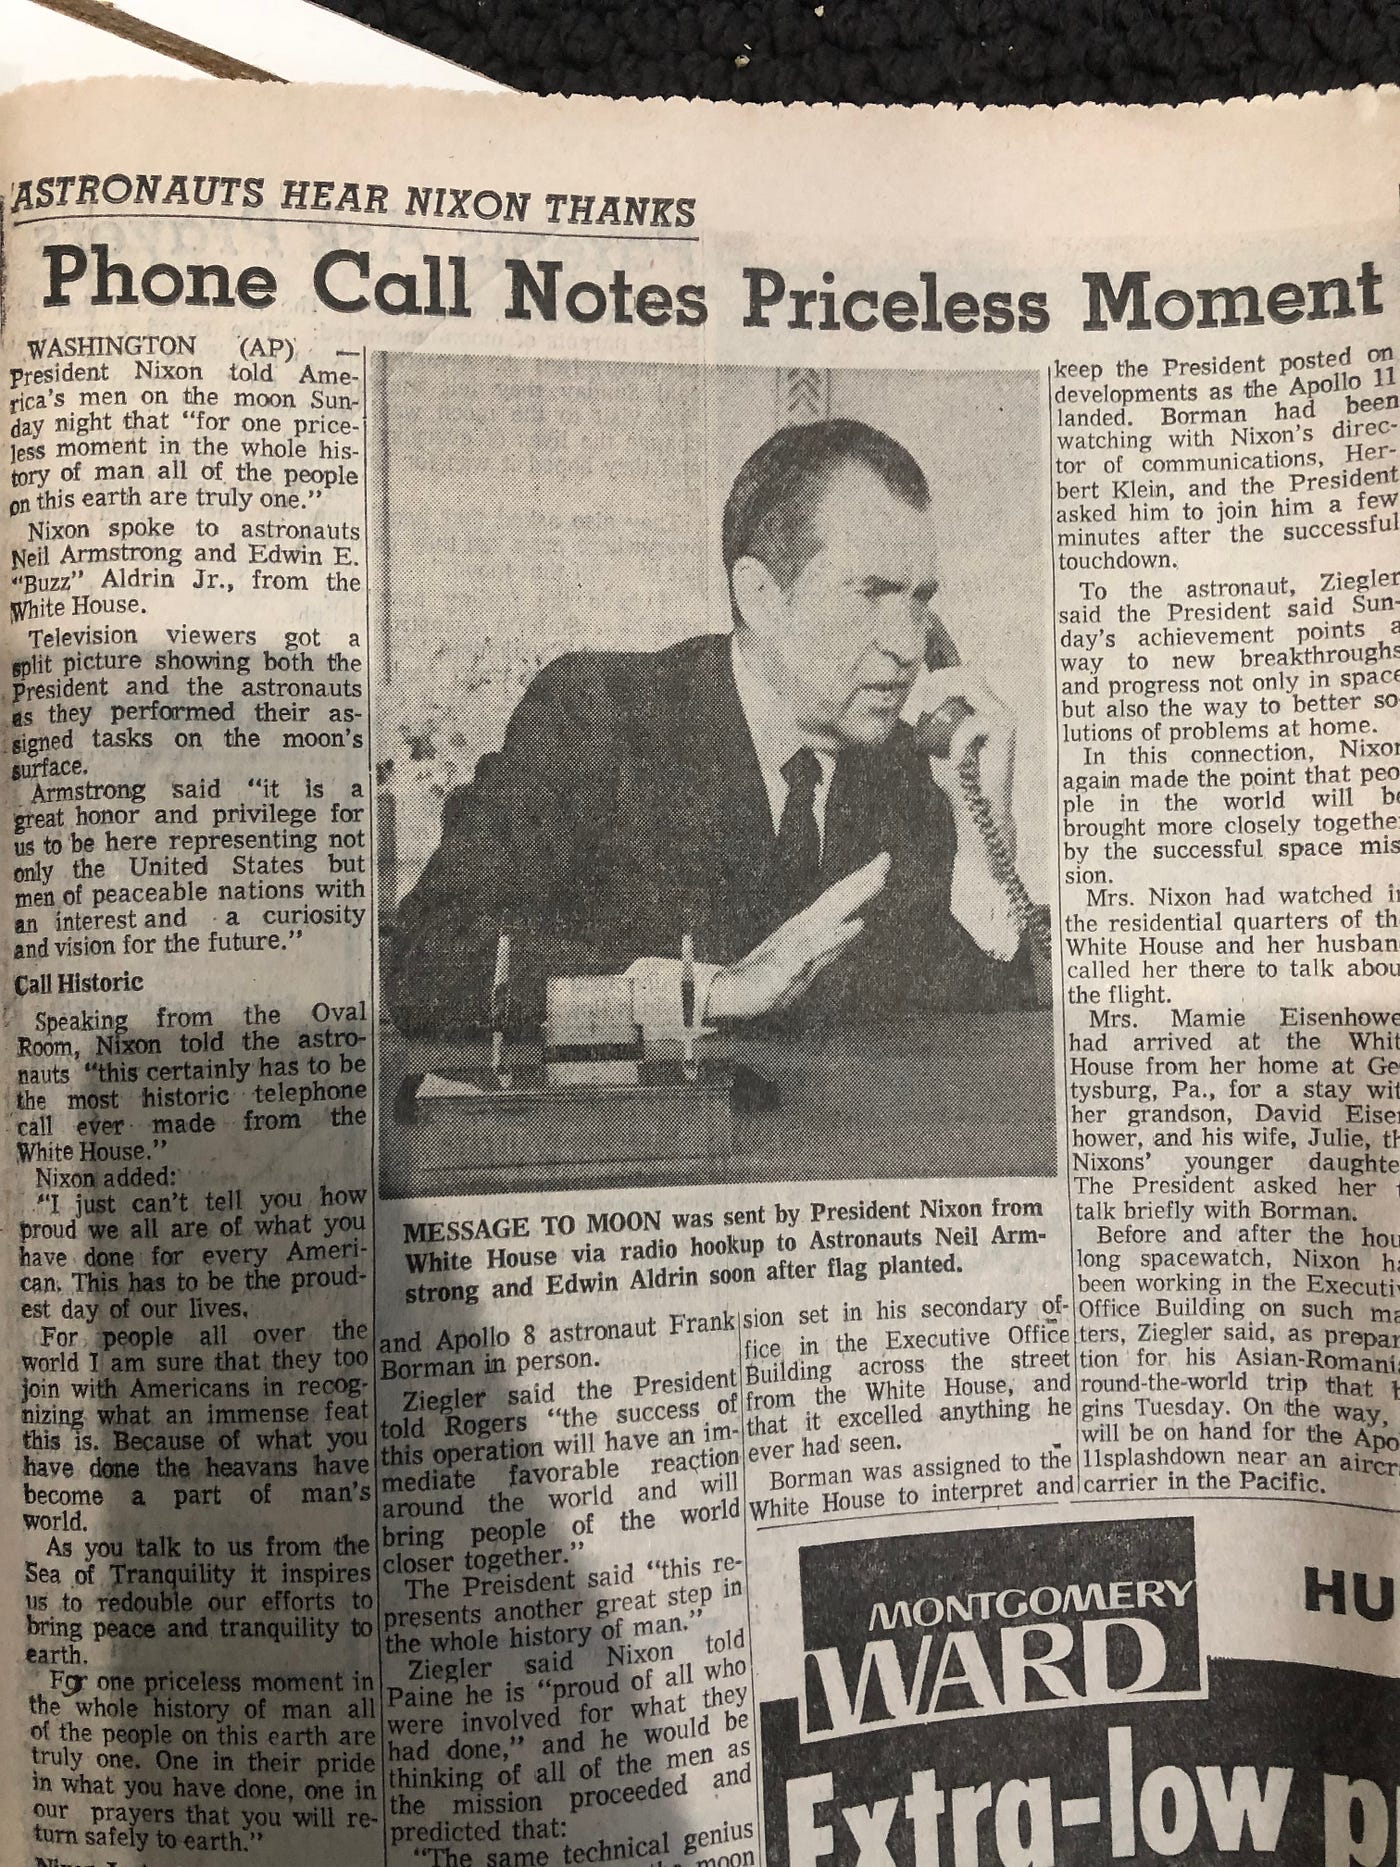 ASTRONAUTS HEAR NIXON THANKS
Phone Call Notes Priceless Moment
WASHINGTON (AP) —
President Nixon told Ame-
rica's men on the moon Sun-
day night that "for one price-
less moment in the whole his-
tory of man all of the people
on this earth are truly one."
Nixon spoke to astronauts
Neil Armstrong and Edwin E.
"Buzz" Aldrin Jr., from the
White House.
Television viewers got a
split picture showing both the
President and the astronauts
as they performed their as-
signed tasks on the moon's
surface.
Armstrong said "it is a
great honor and privilege for
us to be here representing not
only the United States but
men of peaceable nations with
an interest and a curiosity
and vision for the future."
Call Historic
Speaking from the Oval
Room, Nixon told the astro-
nauts "this certainly has to be
the most historic telephone
call ever made from the
White House."
Nixon added:
"I just can't tell you how
proud we all are of what you
have done for every Ameri-
can. This has to be the proud-
est day of our lives.
For people all over the
world I am sure that they too
join with Americans in recog-
nizing what an immense feat
this is. Because of what you
have done the heavans have
become a part of man's
world.
As you talk to us from the
Sea of Tranquility it inspires
us to redouble our efforts to
bring peace and tranquility to
earth.
For one priceless moment in
the whole history of man all
of the people on this earth are
truly one. One in their pride
in what you have done, one in
our prayers that you will re-
turn safely to earth."
MESSAGE TO MOON was sent by President Nixon from
White House via radio hookup to Astronauts Neil Arm-
strong and Edwin Aldrin soon after flag planted.
and Apollo 8 astronaut Frank
Borman in person.
Ziegler said the President
told Rogers "the success of
this operation will have an im-
mediate favorable reaction
around the world and will
bring people of the world
closer together."
The Preisdent said "this re-
presents another great step in
the whole history of man."
Ziegler said Nixon told
Paine he is "proud of all who
were involved for what they
had done," and he would be
thinking of all of the men as
the mission proceeded and
predicted that:
"The same technical genius
moon
sion set in his secondary of-
fice in the Executive Office
Building across the street
from the White House, and
that it excelled anything he
ever had seen.
Borman was assigned to the
White House to interpret and
keep the President posted on
developments as the Apollo 11
landed. Borman had been
watching with Nixon's direc-
tor of communications, Her-
bert Klein, and the President
asked him to join him a few
minutes after the successful
touchdown.
To the astronaut, Ziegler
said the President said Sun-
day's achievement points a
way to new breakthroughs
and progress not only in space
but also the way to better so-
lutions of problems at home.
In this connection, Nixon
again made the point that peo
ple in the world will be
brought more closely together
by the successful space mis
sion.
Mrs. Nixon had watched in
the residential quarters of th
White House and her husban
called her there to talk abou
the flight.
Mrs. Mamie Eisenhowe
had arrived at the Whit
House from her home at Ge
tysburg, Pa., for a stay wit
her grandson, David Eisen
hower, and his wife, Julie, th
Nixons' younger daughte
The President asked her t
talk briefly with Borman.
Before and after the hou
long spacewatch, Nixon ha
been working in the Executiv
Office Building on such ma
ters, Ziegler said, as prepar
tion for his Asian-Romani
round-the-world trip that b
gins Tuesday. On the way,
will be on hand for the Apo
11splashdown near an aircr
carrier in the Pacific.
MONTGOMERY
WARD
HU
Extra-low p